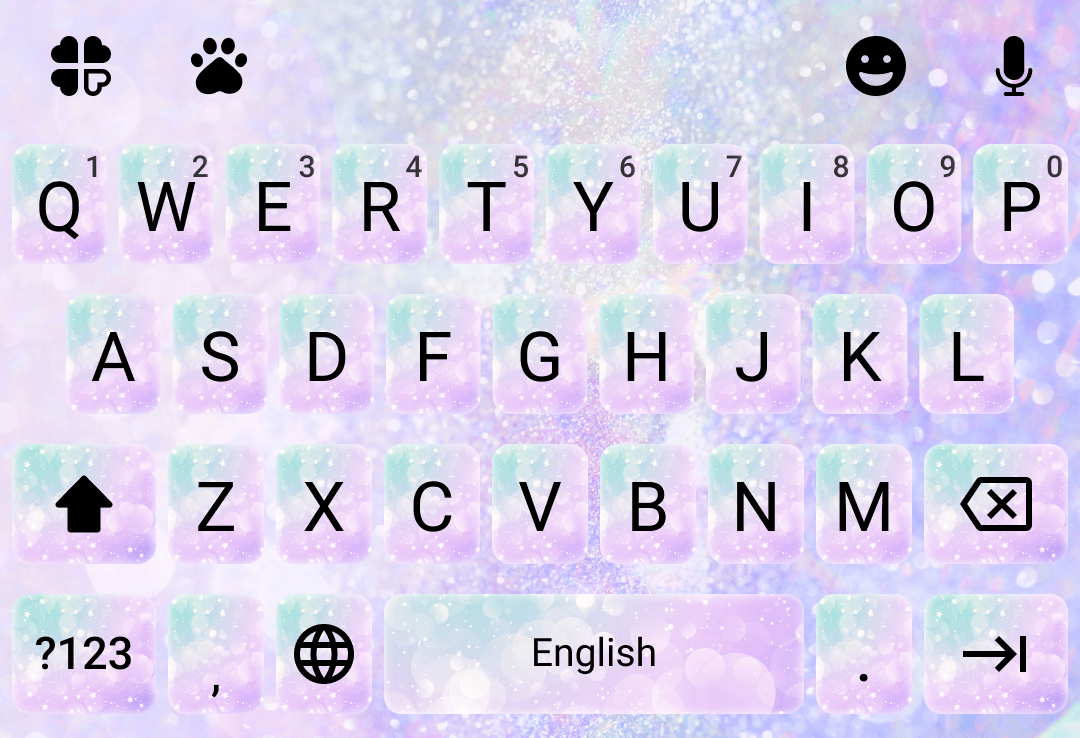 1 2 3 4 5 6 7 8 9 0
Q W E R T Y U I O P
A S D F G H J K L
Z X C V B N M
?123 , English .